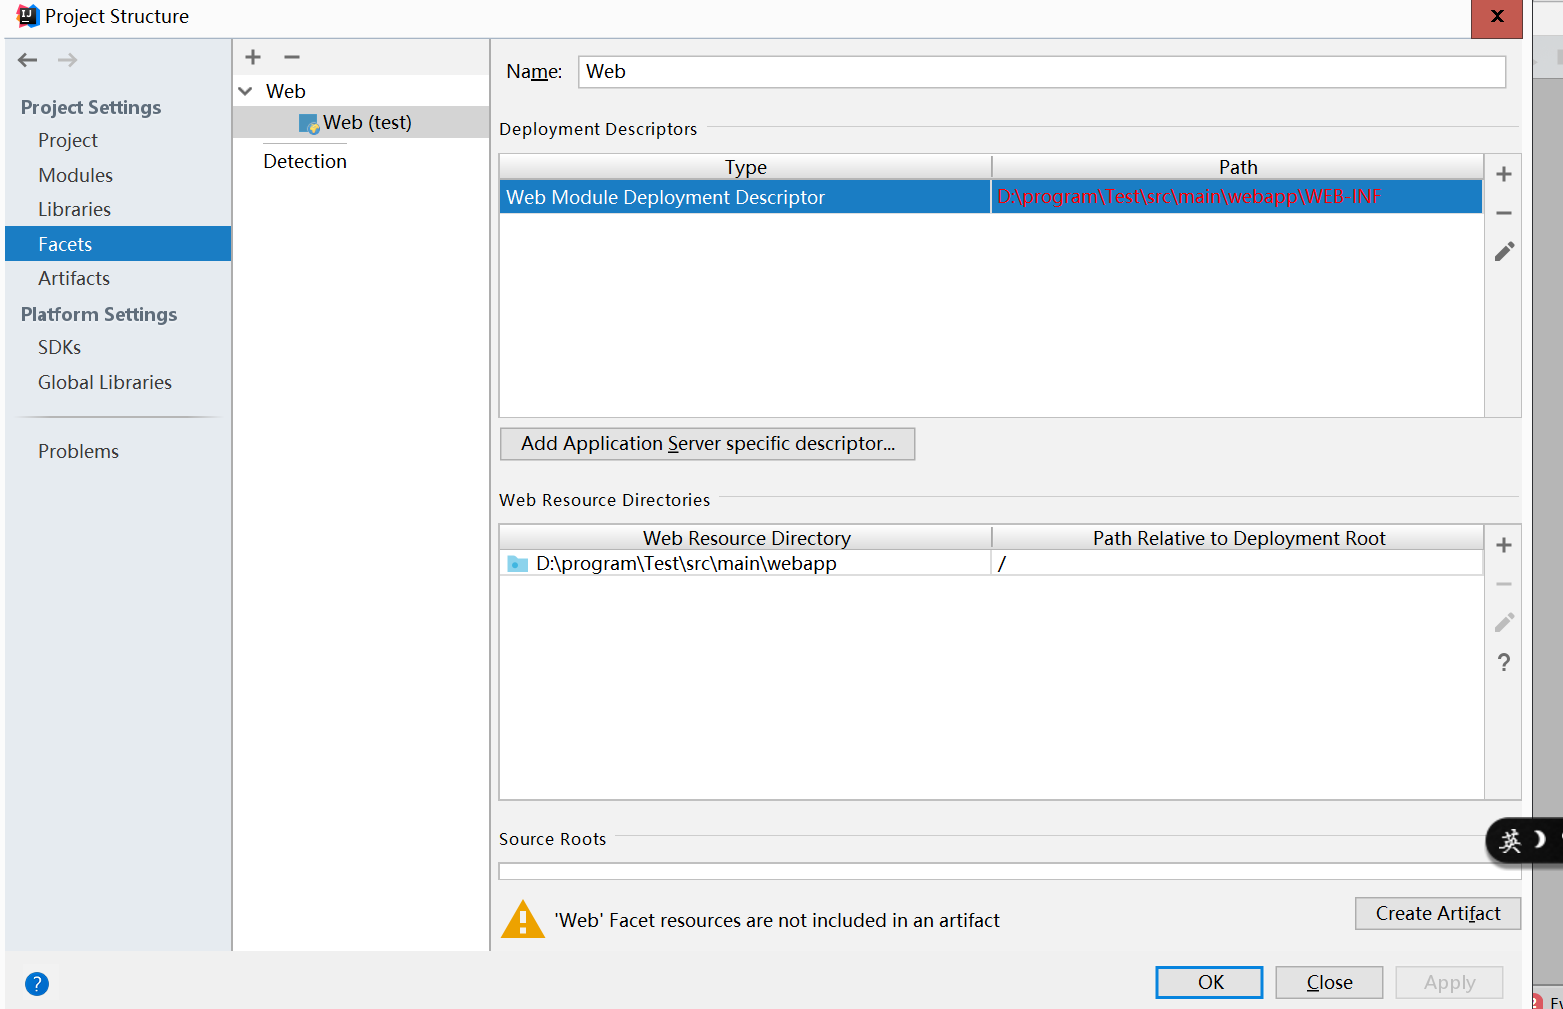 Project Structure
Project Settings
Project
Modules
Libraries
Facets
Artifacts
Platform Settings
SDKs
Global Libraries
Problems
Web
Web (test)
Detection
Name: Web
Deployment Descriptors
Type Path
Web Module Deployment Descriptor D:\program\Test\src\main\webapp\WEB-INF
Add Application Server specific descriptor...
Web Resource Directories
Web Resource Directory Path Relative to Deployment Root
D:\program\Test\src\main\webapp /
Source Roots
英
'Web' Facet resources are not included in an artifact
Create Artifact
OK Close Apply